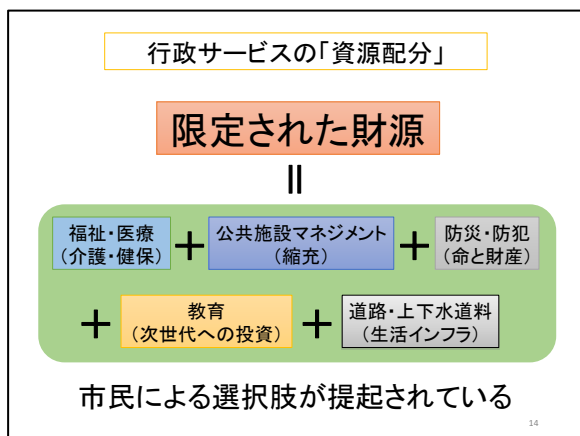 行政サービスの「資源配分」
限定された財源
=
福祉・医療
(介護・健保)
+
公共施設マネジメント
(縮充)
+
防災・防犯
(命と財産)
+
教育
(次世代への投資)
+
道路・上下水道料
(生活インフラ)
市民による選択肢が提起されている
14